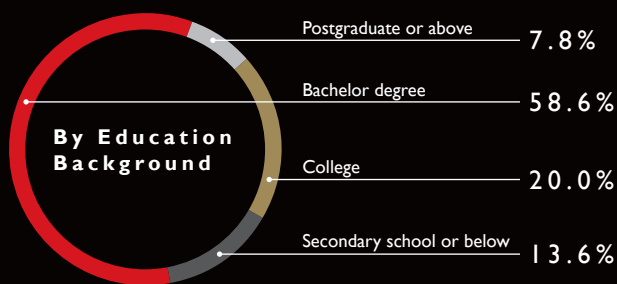 By Education
Background
Postgraduate or above 7.8%
Bachelor degree 58.6%
College 20.0%
Secondary school or below 13.6%